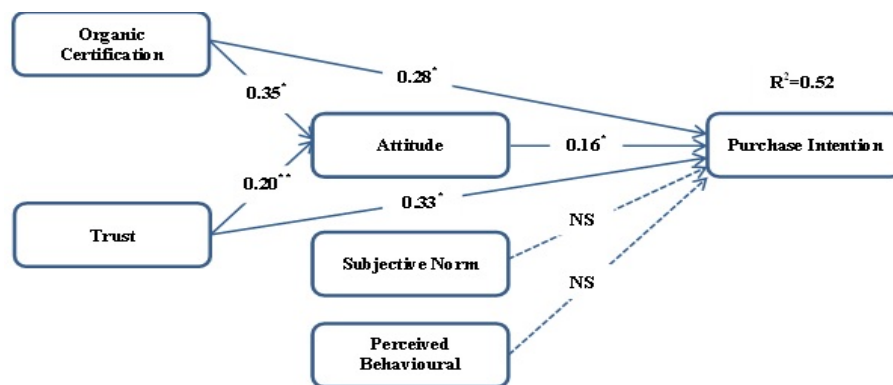 Organic
Certification
0.28*
R²=0.52
0.35*
Attitude
0.16*
Purchase Intention
0.20**
0.33*
Trust
NS
Subjective Norm
NS
Perceived
Behavioural